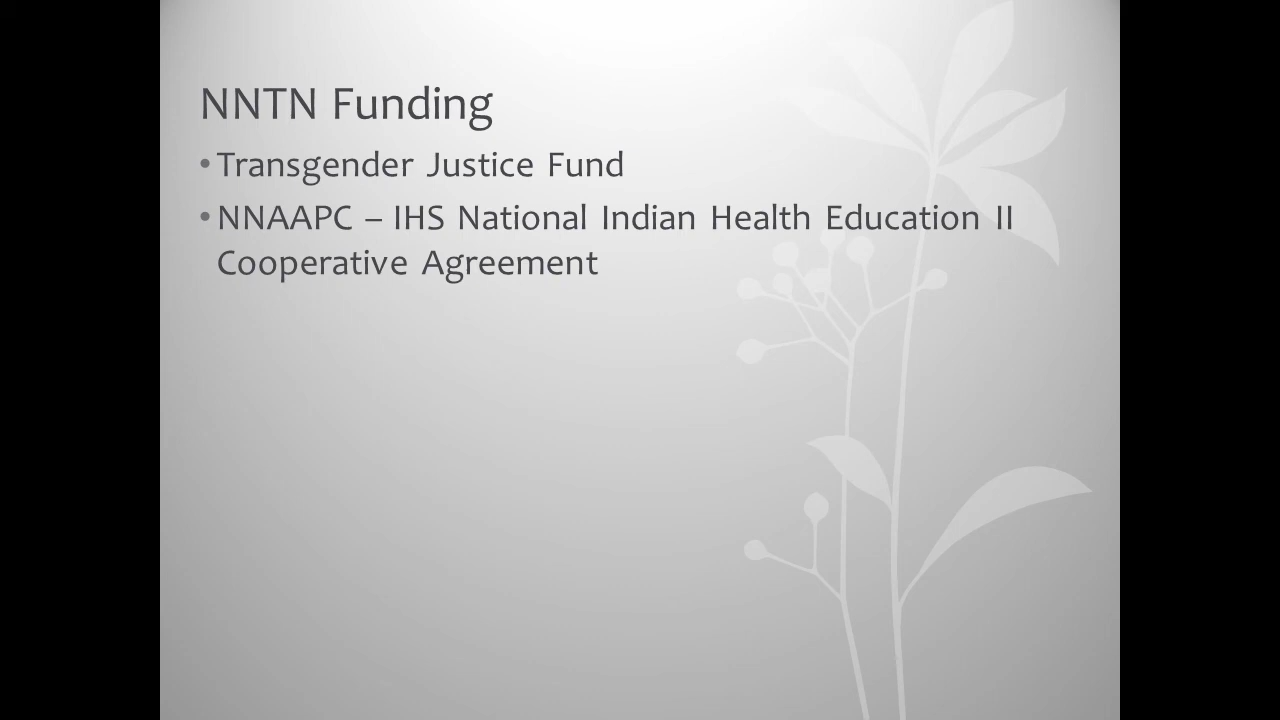 NNTN Funding
• Transgender Justice Fund
• NNAAPC – IHS National Indian Health Education II
Cooperative Agreement